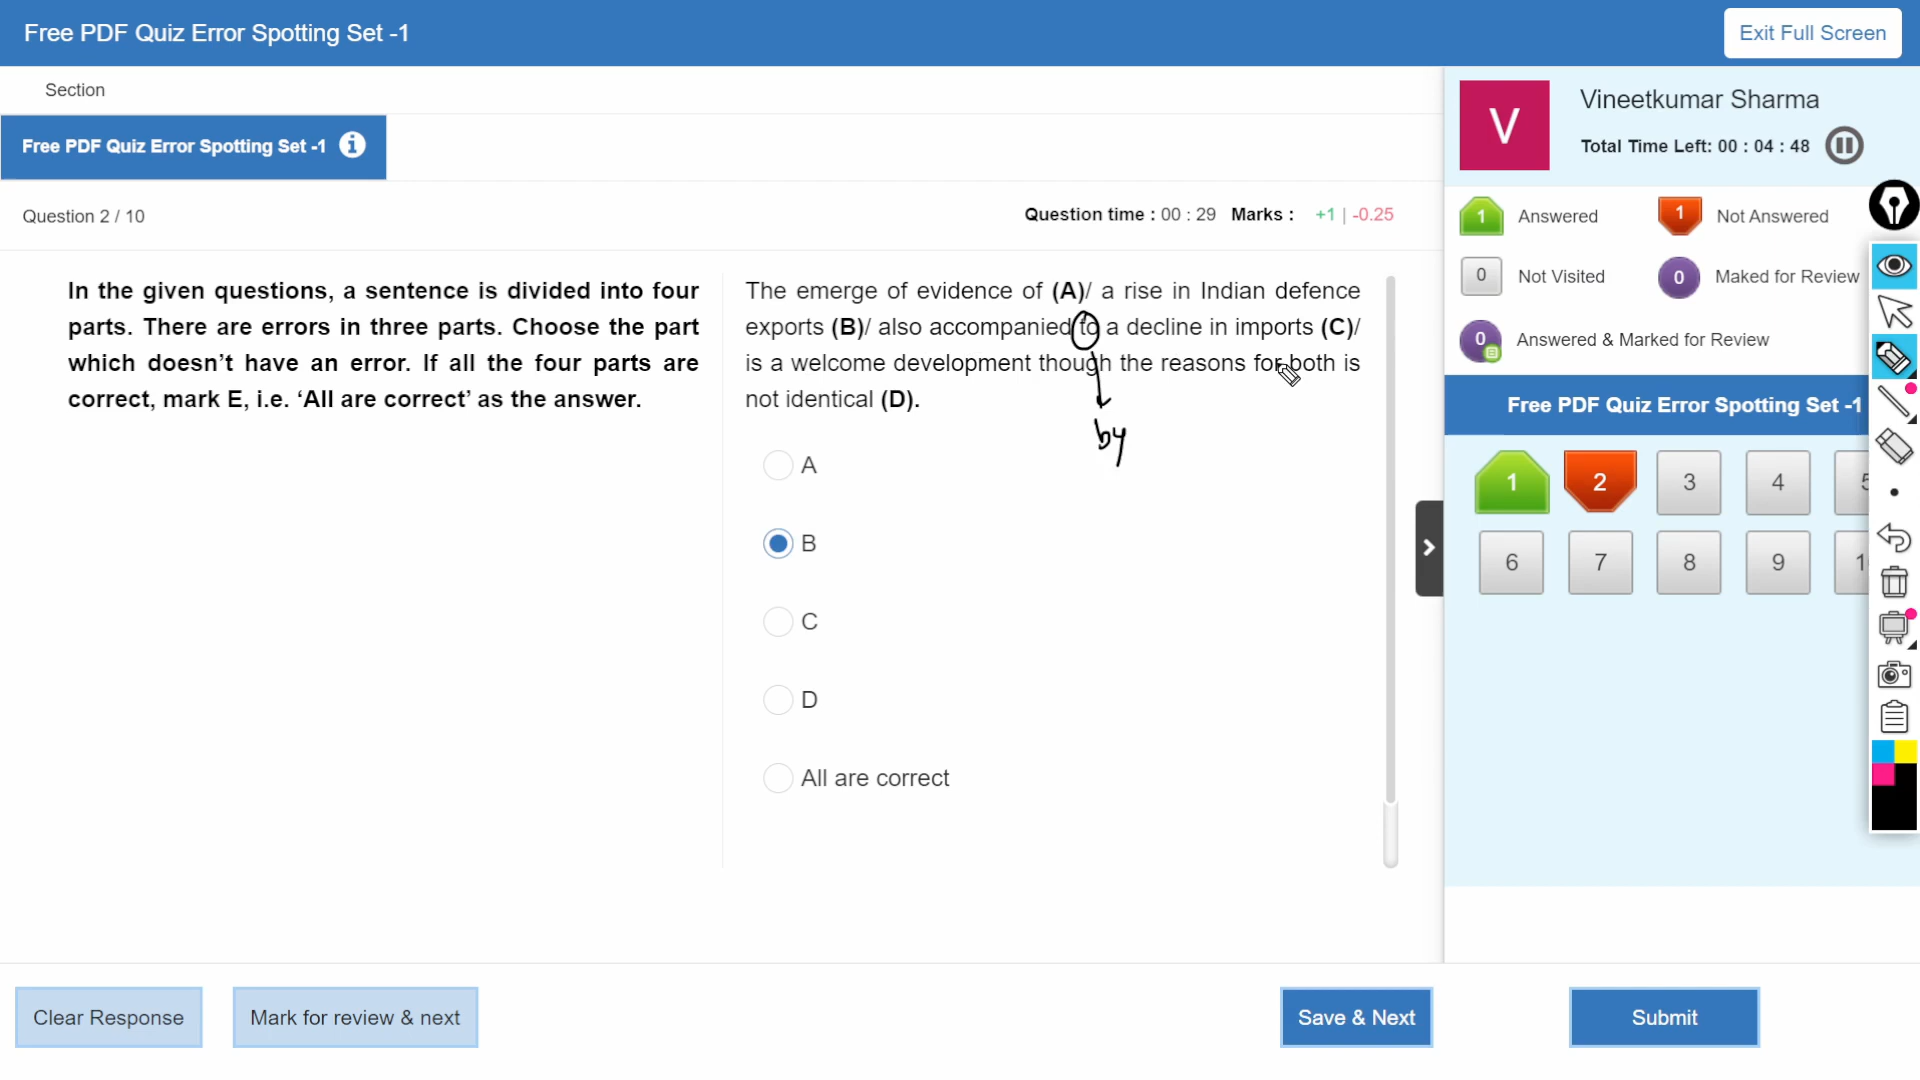 Free PDF Quiz Error Spotting Set -1
Exit Full Screen
Section
Free PDF Quiz Error Spotting Set -1
Question 2 / 10
Question time : 00 : 29 Marks : +1 | -0.25
In the given questions, a sentence is divided into four
parts. There are errors in three parts. Choose the part
which doesn’t have an error. If all the four parts are
correct, mark E, i.e. ‘All are correct’ as the answer.
The emerge of evidence of (A)/ a rise in Indian defence
exports (B)/ also accompanied to a decline in imports (C)/
is a welcome development though the reasons for both is
not identical (D).
by
A
B
C
D
All are correct
V
Vineetkumar Sharma
Total Time Left: 00 : 04 : 48
1 Answered
1 Not Answered
0 Not Visited
0 Maked for Review
0 Answered & Marked for Review
Free PDF Quiz Error Spotting Set -1
1 2 3 4 5
6 7 8 9 1
Clear Response
Mark for review & next
Save & Next
Submit